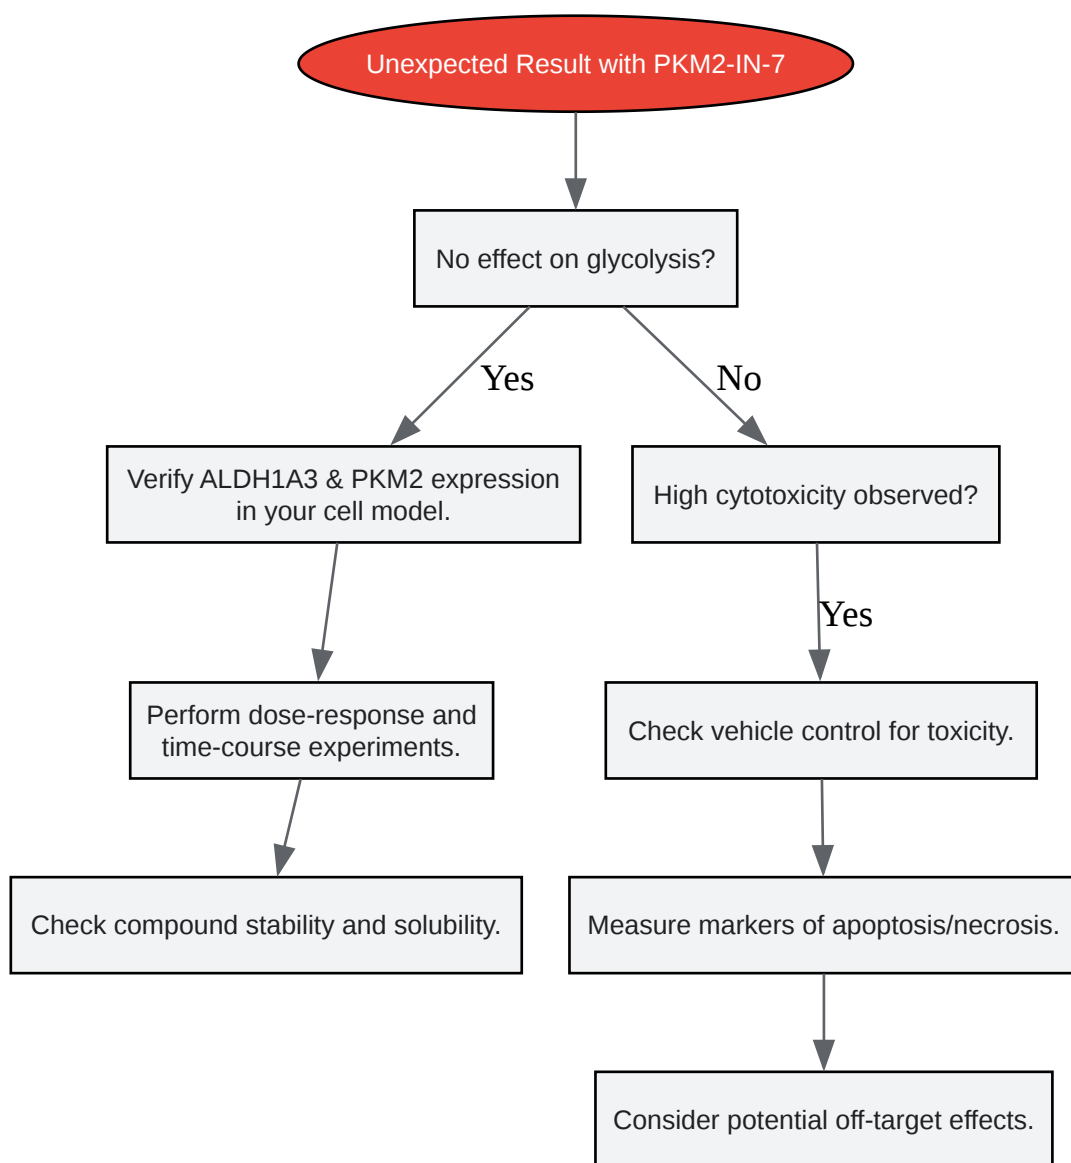 Unexpected Result with PKM2-IN-7
No effect on glycolysis?
Yes
No
Verify ALDH1A3 & PKM2 expression
in your cell model.
High cytotoxicity observed?
Yes
Perform dose-response and
time-course experiments.
Check vehicle control for toxicity.
Check compound stability and solubility.
Measure markers of apoptosis/necrosis.
Consider potential off-target effects.